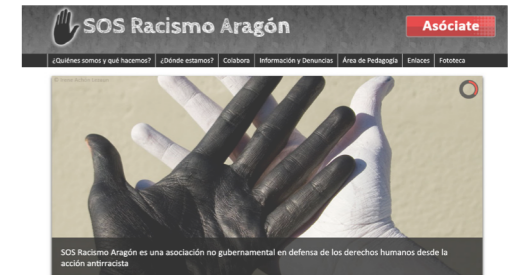 SOS Racismo Aragón
Asóciate
¿Quiénes somos y qué hacemos?
¿Dónde estamos?
Colabora
Información y Denuncias
Área de Pedagogía
Enlaces
Fototeca
SOS Racismo Aragón es una asociación no gubernamental en defensa de los derechos humanos desde la
acción antirracista